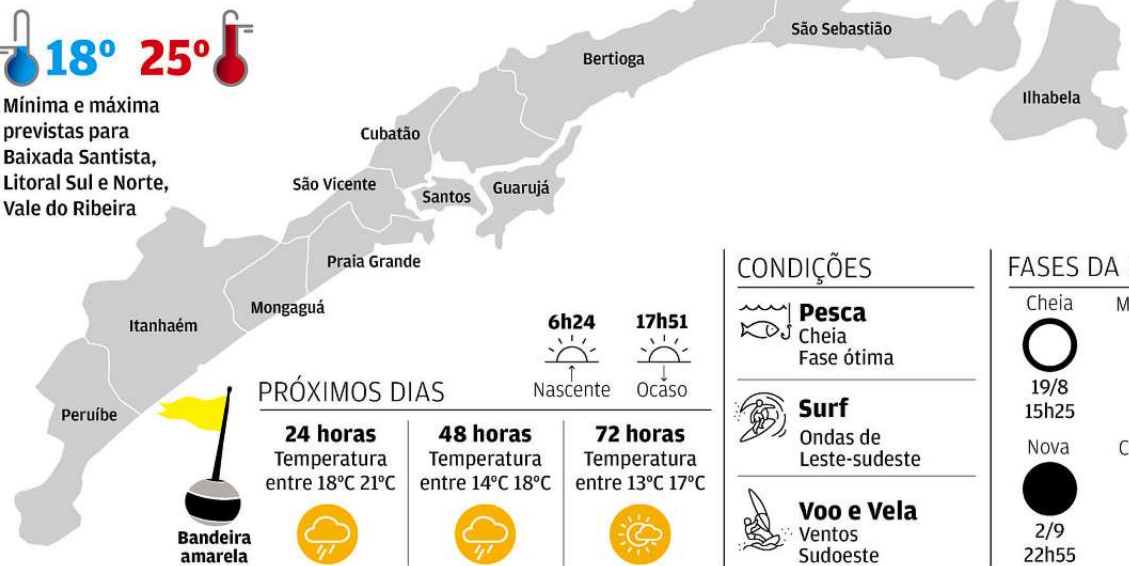 18º 25º
Mínima e máxima
previstas para
Baixada Santista,
Litoral Sul e Norte,
Vale do Ribeira
São Sebastião
Bertioga
Ilhabela
Cubatão
São Vicente
Santos
Guarujá
Praia Grande
Mongaguá
Itanhaém
Peruíbe
Bandeira
amarela
6h24
Nascente
17h51
Ocaso
PRÓXIMOS DIAS
24 horas
Temperatura
entre 18ºC 21ºC
48 horas
Temperatura
entre 14ºC 18ºC
72 horas
Temperatura
entre 13ºC 17ºC
CONDIÇÕES
Pesca
Cheia
Fase ótima
Surf
Ondas de
Leste-sudeste
Voo e Vela
Ventos
Sudoeste
FASES DA
Cheia
19/8
15h25
Nova
2/9
22h55